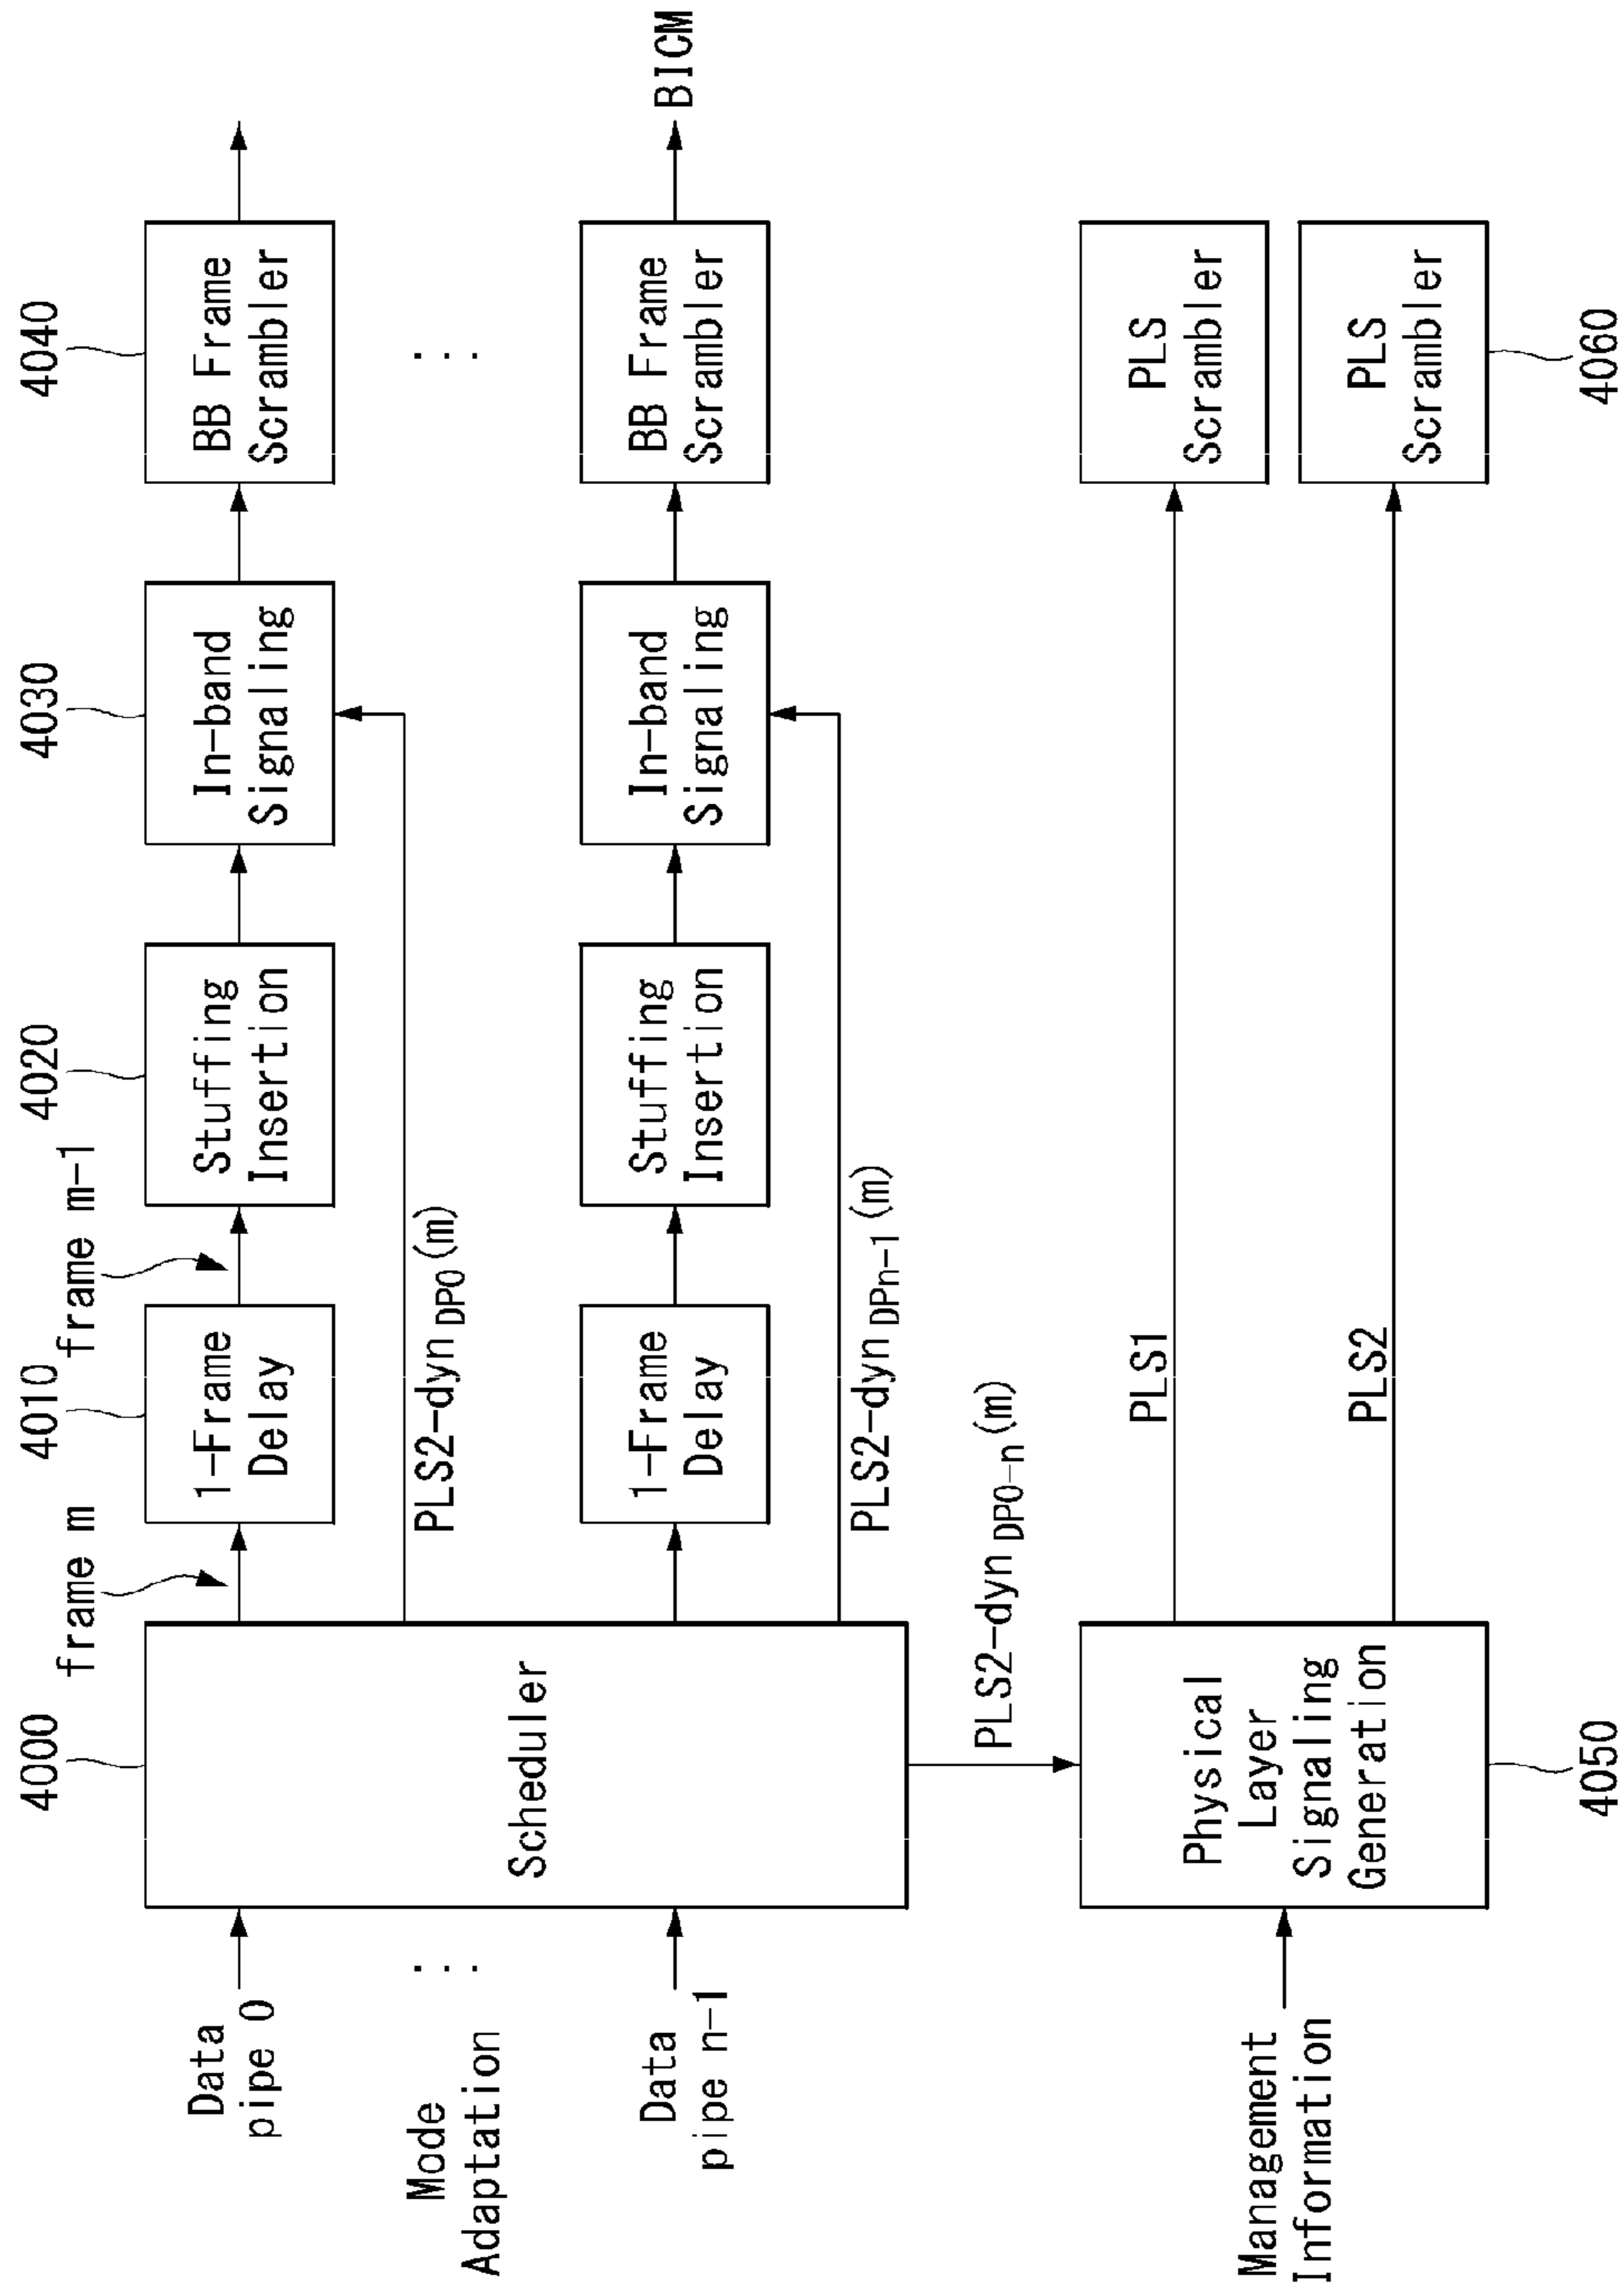 4000
4010
4020
4030
4040
frame m
frame m-1
Data
pipe 0
Scheduler
1-Frame
Delay
Stuffing
Insertion
In-band
Signaling
BB Frame
Scrambler
PLS2-dyn DP0 (m)
Mode
Adaptation
...
...
Data
pipe n-1
1-Frame
Delay
Stuffing
Insertion
In-band
Signaling
BB Frame
Scrambler
BICM
PLS2-dyn DPn-1 (m)
PLS2-dyn DP0-n (m)
Management
Information
Physical
Layer
Signaling
Generation
PLS1
PLS
Scrambler
PLS2
PLS
Scrambler
4050
4060